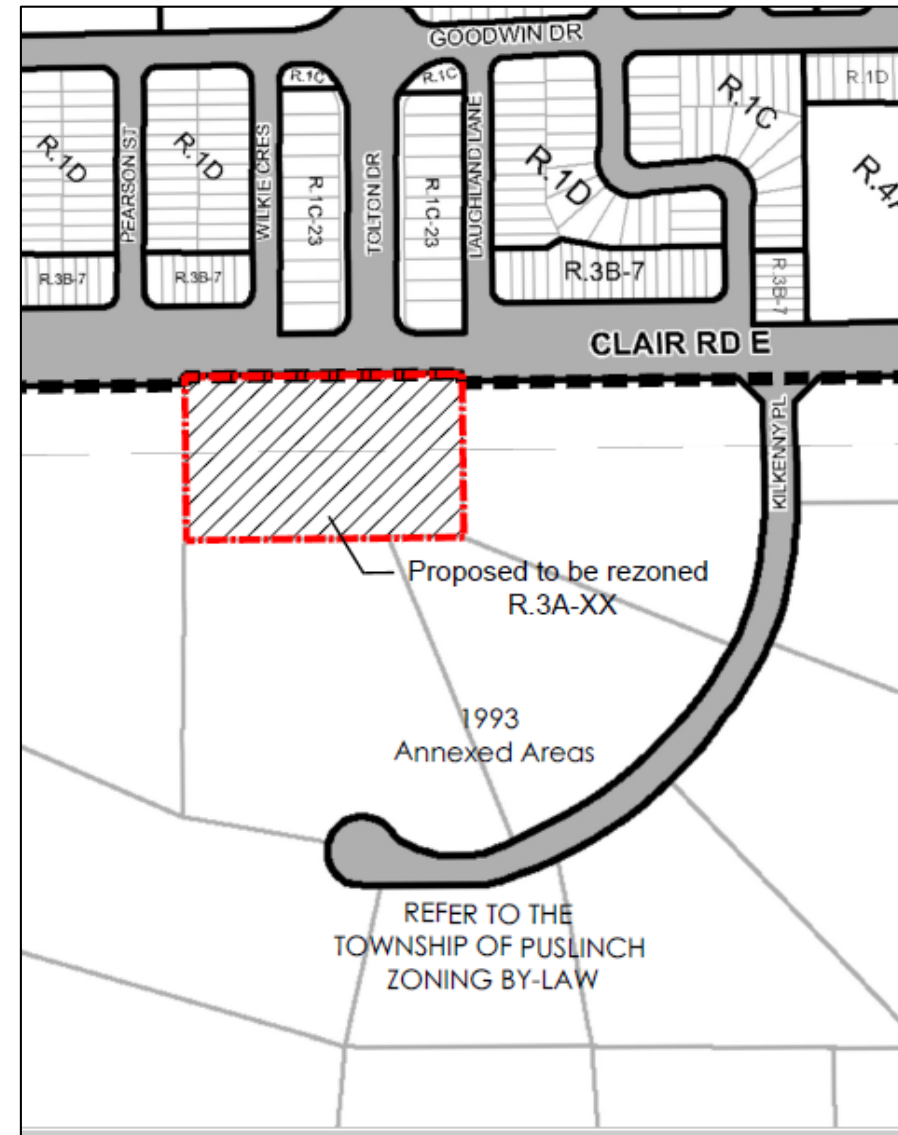 GOODWIN DR
R.1C
R.1C
R.1C
R.1D
R.4
R.1D
R.1D
R.1D
PEARSON ST
WILKIE CRES
R.1C-23
TOLTON DR
R.1C-23
LAUGHLAND LANE
R.3B-7
R.3B-7
R.3B-7
R.3B-7
CLAIR RD E
KILKENNY PL
Proposed to be rezoned
R.3A-XX
1993
Annexed Areas
REFER TO THE
TOWNSHIP OF PUSLINCH
ZONING BY-LAW